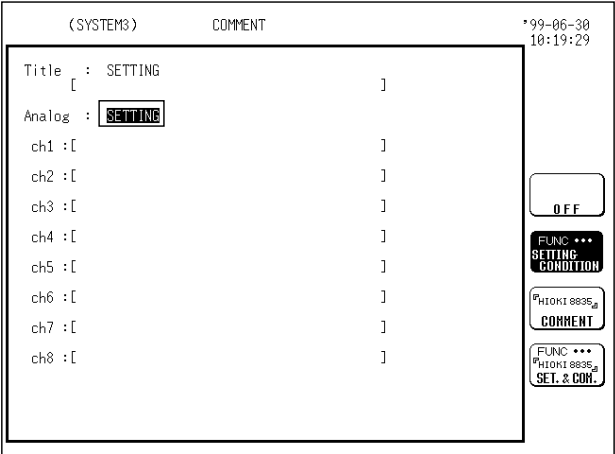 (SYSTEM3) COMMENT '99-06-30
10:19:29
Title : SETTING
[ ]
Analog : SETTING
ch1 :[ ]
ch2 :[ ]
ch3 :[ ]
ch4 :[ ]
ch5 :[ ]
ch6 :[ ]
ch7 :[ ]
ch8 :[ ]
OFF
FUNC •••
SETTING
CONDITION
『HIOKI 8835』
COMMENT
FUNC •••
『HIOKI 8835』
SET. & COM.